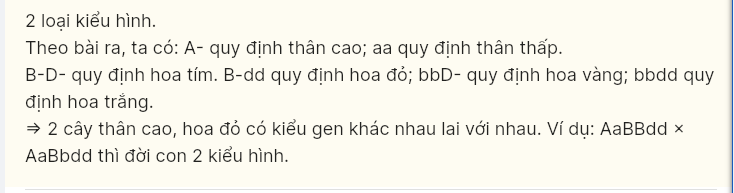 2 loại kiểu hình.
Theo bài ra, ta có: A- quy định thân cao; aa quy định thân thấp.
B-D- quy định hoa tím. B-dd quy định hoa đỏ; bbD- quy định hoa vàng; bbdd quy
định hoa trắng.
⇒ 2 cây thân cao, hoa đỏ có kiểu gen khác nhau lai với nhau. Ví dụ: AaBBdd ×
AaBbdd thì đời con 2 kiểu hình.